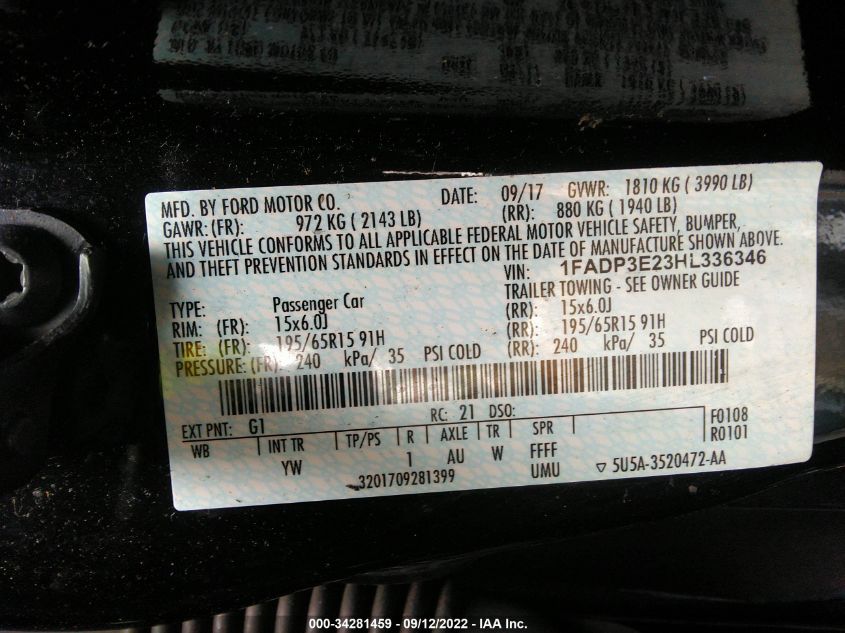 MFD. BY FORD MOTOR CO. DATE: 09/17 GVWR: 1810 KG ( 3990 LB)
GAWR:(FR): 972 KG ( 2143 LB) (RR): 880 KG ( 1940 LB)
THIS VEHICLE CONFORMS TO ALL APPLICABLE FEDERAL MOTOR VEHICLE SAFETY, BUMPER,
AND THEFT PREVENTION STANDARDS IN EFFECT ON THE DATE OF MANUFACTURE SHOWN ABOVE.
VIN: 1FADP3E23HL336346
TYPE: Passenger Car TRAILER TOWING - SEE OWNER GUIDE
RIM: (FR): 15x6.0J (RR): 15x6.0J
TIRE: (FR): 195/65R15 91H (RR): 195/65R15 91H
PRESSURE: (FR): 240 kPa/ 35 PSI COLD (RR): 240 kPa/ 35 PSI COLD
EXT PNT: G1 RC: 21 DSO: F0108
WB INT TR TP/PS R AXLE TR SPR R0101
YW 1 AU W FFFF
3201709281399 UMU ▽ 5U5A-3520472-AA
000-34281459 - 09/12/2022 - IAA Inc.